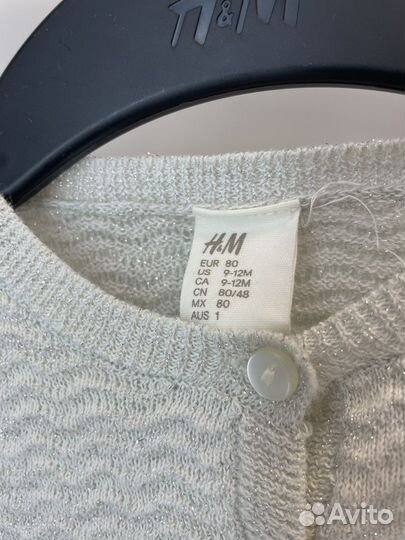 H&M
H&M
EUR 80
US 9-12M
CA 9-12M
CN 80/48
MX 80
AUS 1
Avito